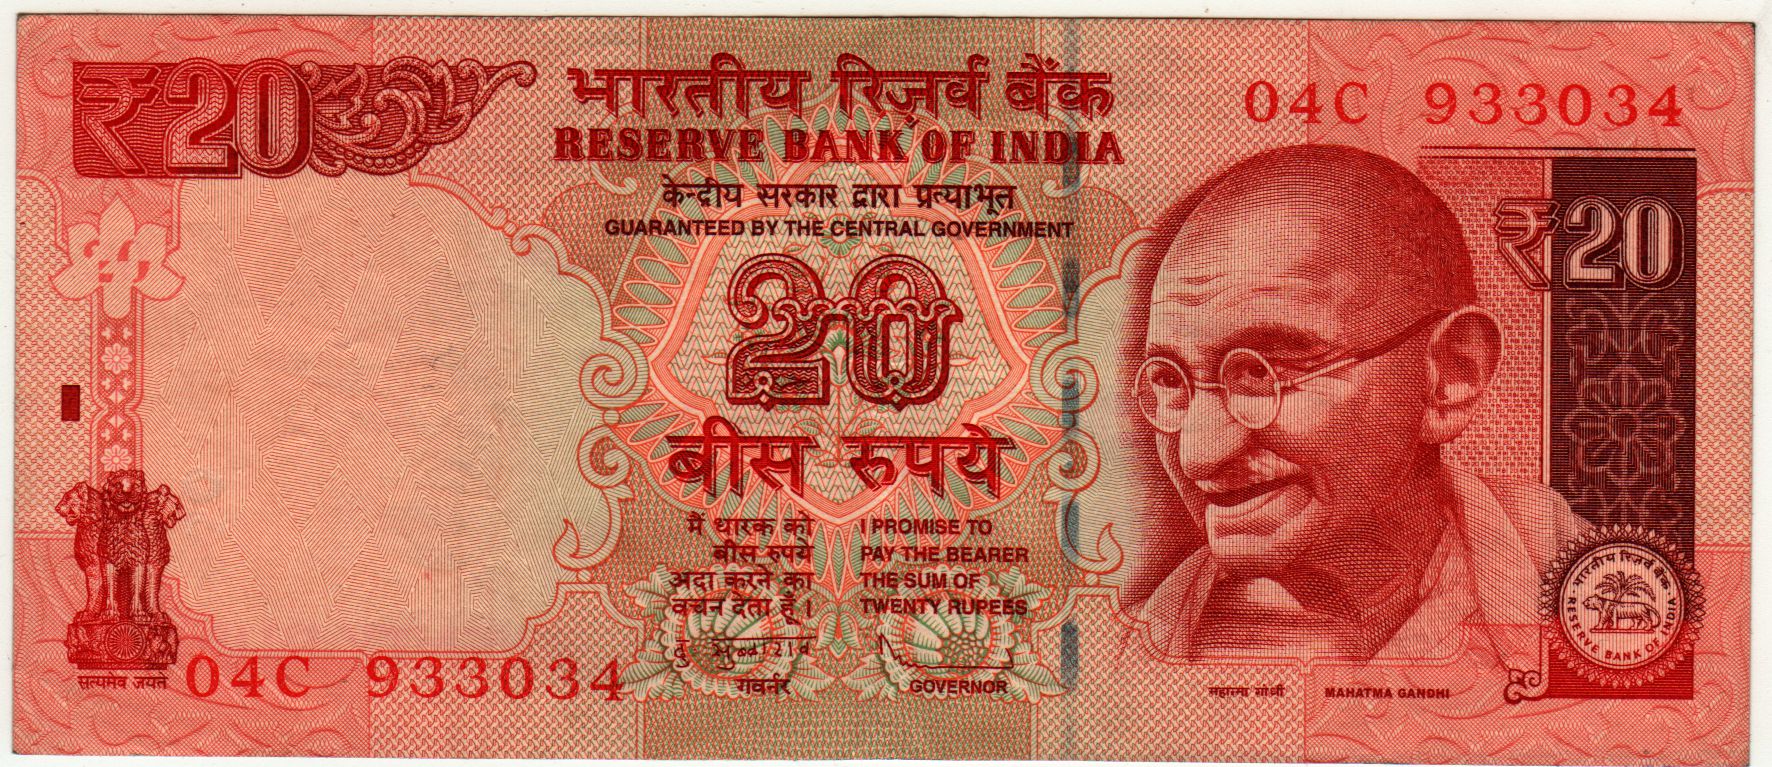 ₹20
भारतीय रिज़र्व बैंक
RESERVE BANK OF INDIA
04C 933034
केन्द्रीय सरकार द्वारा प्रत्याभूत
GUARANTEED BY THE CENTRAL GOVERNMENT
₹20
20
बीस रुपये
मैं धारक को
बीस रुपये
अदा करने का
वचन देता हूँ ।
I PROMISE TO
PAY THE BEARER
THE SUM OF
TWENTY RUPEES
गवर्नर
GOVERNOR
सत्यमेव जयते
04C 933034
महात्मा गांधी
MAHATMA GANDHI
भारतीय रिज़र्व बैंक
RESERVE BANK OF INDIA